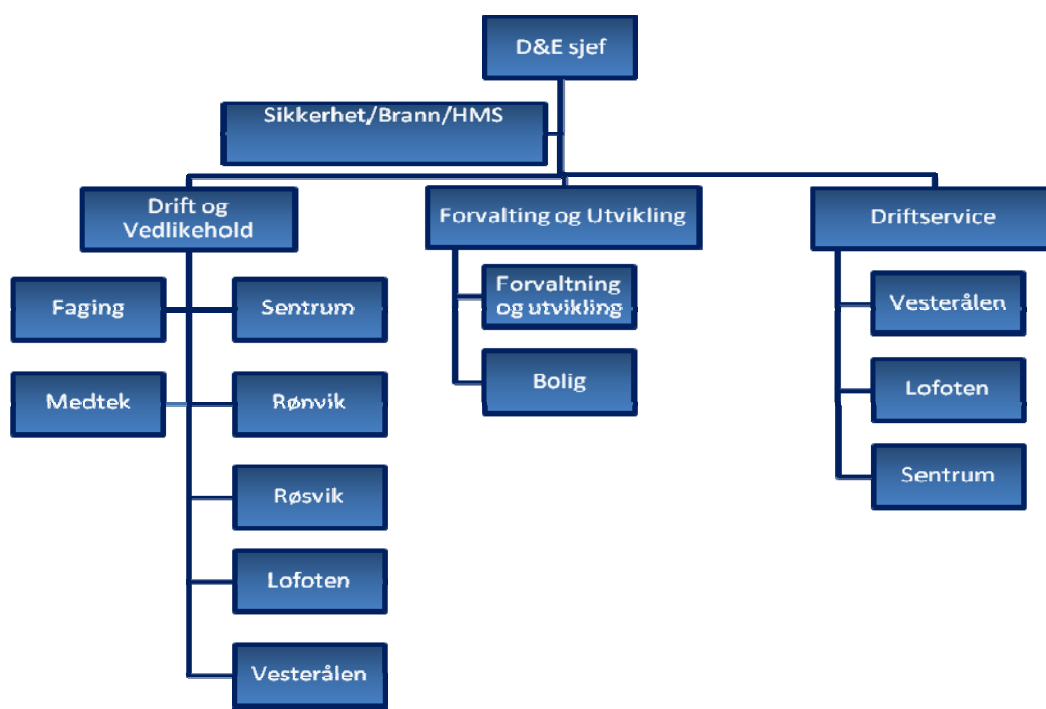 D&E sjef
Sikkerhet/Brann/HMS
Drift og
Vedlikehold
Forvalting og Utvikling
Driftservice
Faging
Sentrum
Medtek
Rønvik
Røsvik
Lofoten
Vesterålen
Forvaltning
og utvikling
Bolig
Vesterålen
Lofoten
Sentrum